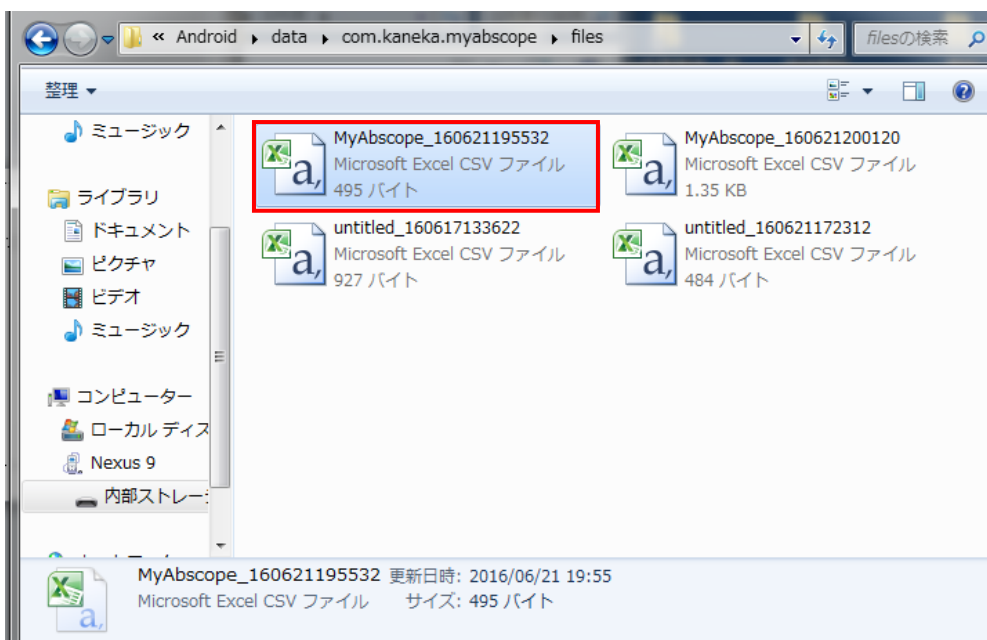 « Android ▸ data ▸ com.kaneka.myabscope ▸ files
filesの検索
整理
ミュージック
ライブラリ
ドキュメント
ピクチャ
ビデオ
ミュージック
コンピューター
ローカル ディス
Nexus 9
内部ストレー
MyAbscope_160621195532
Microsoft Excel CSV ファイル
495 バイト
MyAbscope_160621200120
Microsoft Excel CSV ファイル
1.35 KB
untitled_160617133622
Microsoft Excel CSV ファイル
927 バイト
untitled_160621172312
Microsoft Excel CSV ファイル
484 バイト
MyAbscope_160621195532 更新日時: 2016/06/21 19:55
Microsoft Excel CSV ファイル サイズ: 495 バイト